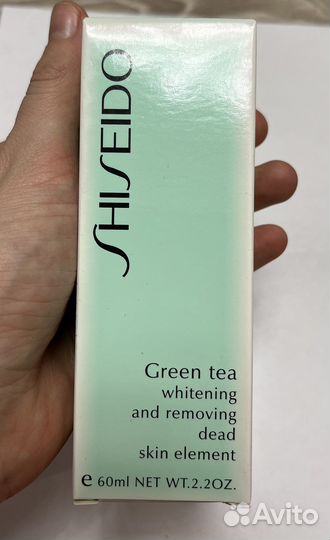 SHISEIDO
Green tea
whitening
and removing
dead
skin element
e 60ml NET WT.2.2OZ.
Avito